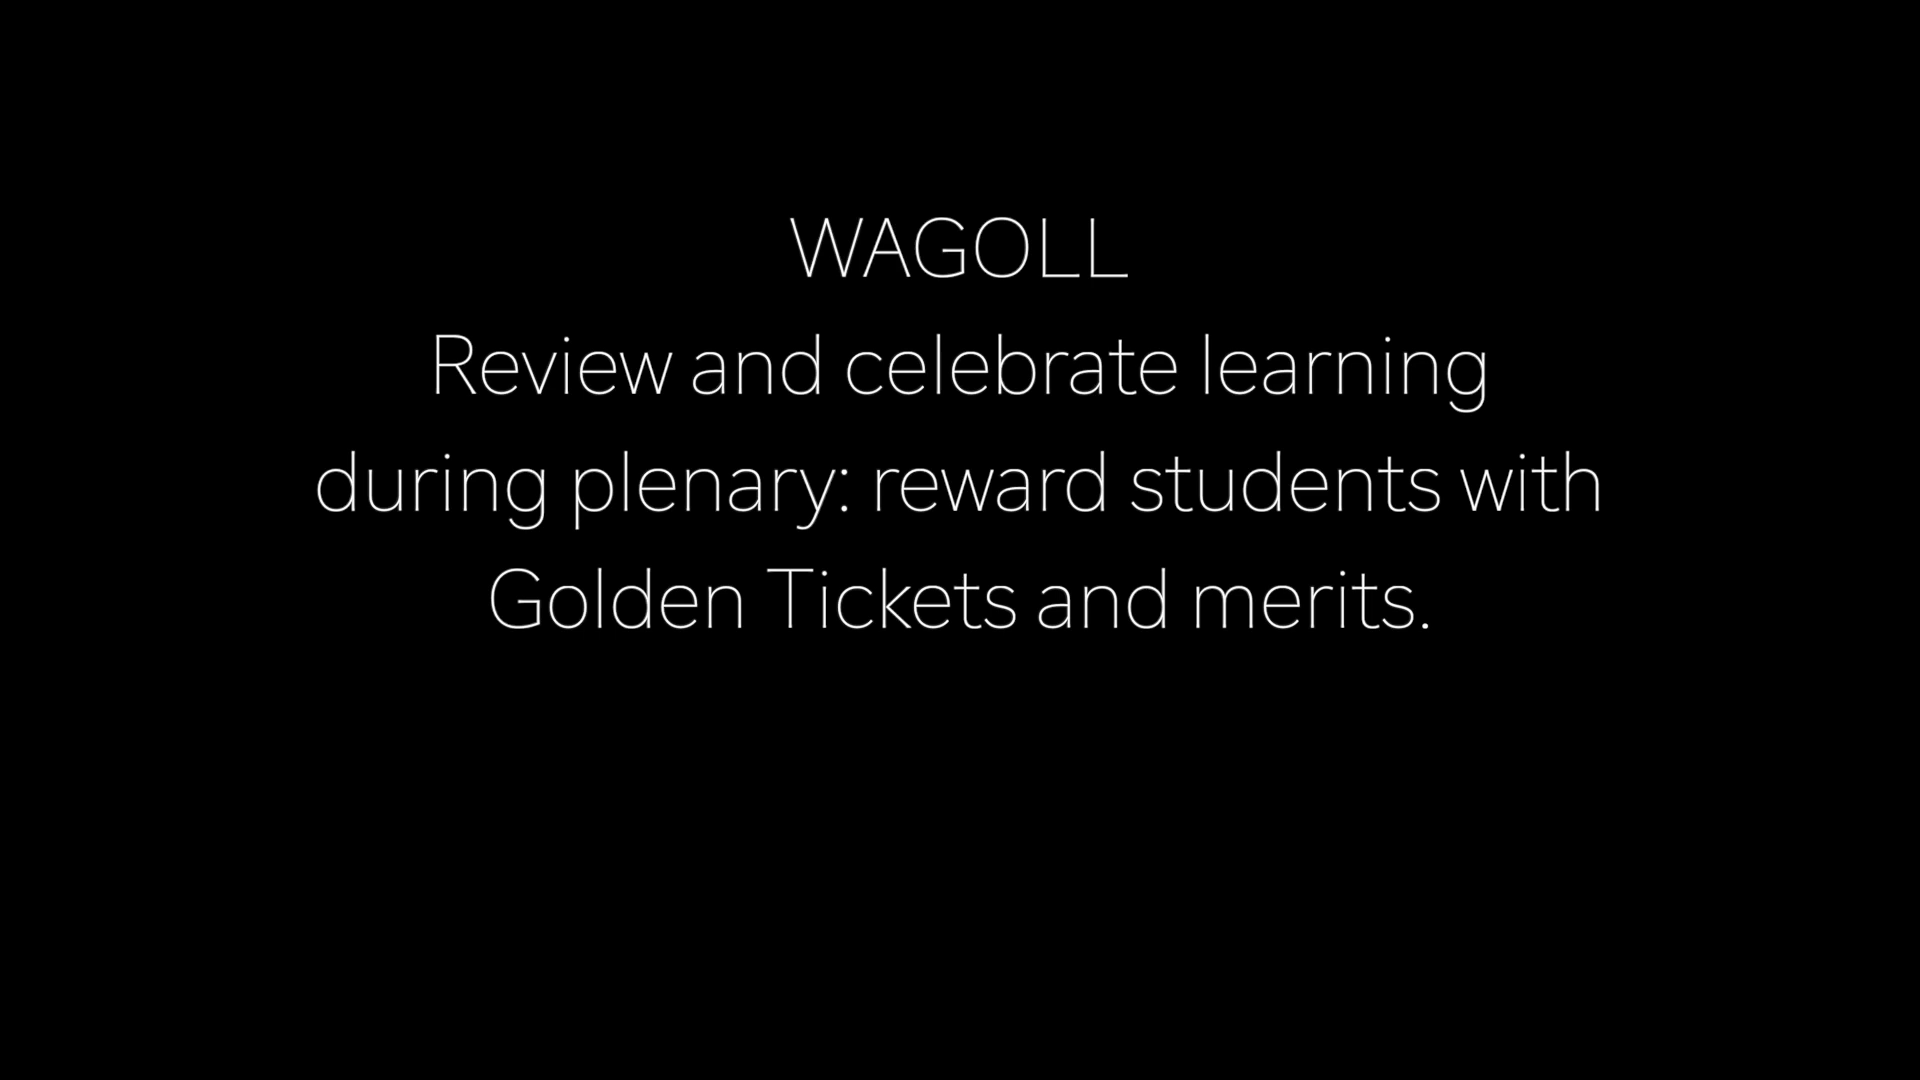 WAGOLL
Review and celebrate learning
during plenary: reward students with
Golden Tickets and merits.